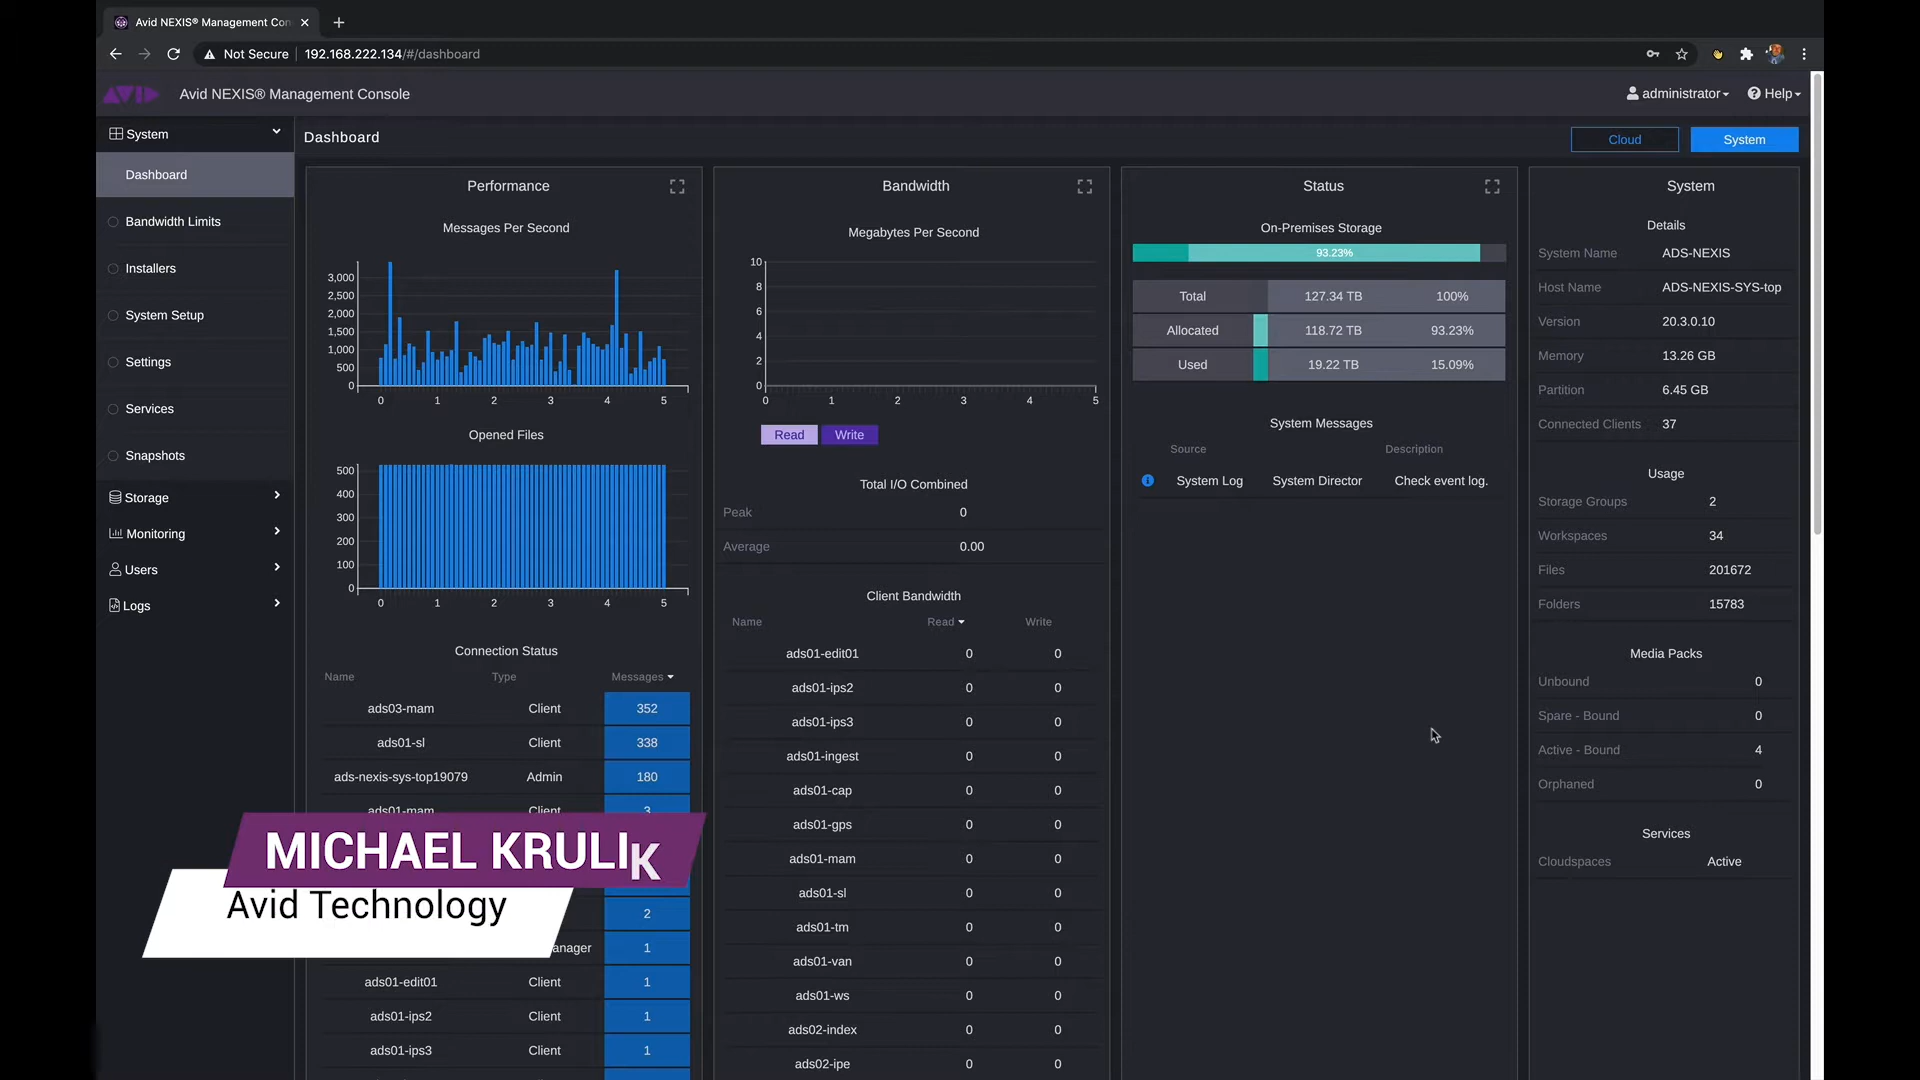 Avid NEXIS® Management Con
Not Secure
192.168.222.134/#/dashboard
AVID
Avid NEXIS® Management Console
administrator
Help
System
Dashboard
Bandwidth Limits
Installers
System Setup
Settings
Services
Snapshots
Storage
Monitoring
Users
Logs
Dashboard
Cloud
System
Performance
Messages Per Second
3,000
2,500
2,000
1,500
1,000
500
0
0 1 2 3 4 5
Opened Files
500
400
300
200
100
0
0 1 2 3 4 5
Connection Status
Name Type Messages
ads03-mam Client 352
ads01-sl Client 338
ads-nexis-sys-top19079 Admin 180
ads01-mam Client 3
2
anager 1
ads01-edit01 Client 1
ads01-ips2 Client 1
ads01-ips3 Client 1
MICHAEL KRULIK
Avid Technology
Bandwidth
Megabytes Per Second
10
8
6
4
2
0
0 1 2 3 4 5
Read Write
Total I/O Combined
Peak 0
Average 0.00
Client Bandwidth
Name Read Write
ads01-edit01 0 0
ads01-ips2 0 0
ads01-ips3 0 0
ads01-ingest 0 0
ads01-cap 0 0
ads01-gps 0 0
ads01-mam 0 0
ads01-sl 0 0
ads01-tm 0 0
ads01-van 0 0
ads01-ws 0 0
ads02-index 0 0
ads02-ipe 0 0
Status
On-Premises Storage
93.23%
Total 127.34 TB 100%
Allocated 118.72 TB 93.23%
Used 19.22 TB 15.09%
System Messages
Source Description
System Log System Director Check event log.
System
Details
System Name ADS-NEXIS
Host Name ADS-NEXIS-SYS-top
Version 20.3.0.10
Memory 13.26 GB
Partition 6.45 GB
Connected Clients 37
Usage
Storage Groups 2
Workspaces 34
Files 201672
Folders 15783
Media Packs
Unbound 0
Spare - Bound 0
Active - Bound 4
Orphaned 0
Services
Cloudspaces Active